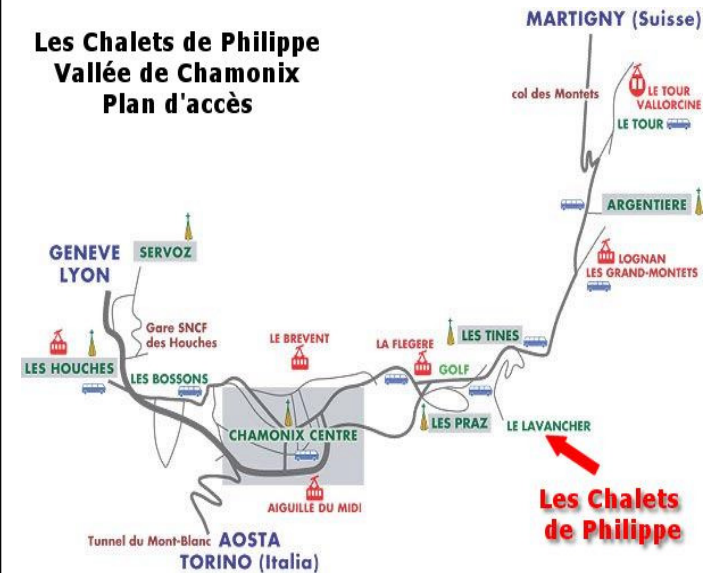 Les Chalets de Philippe
Vallée de Chamonix
Plan d'accès
MARTIGNY (Suisse)
col des Montets
LE TOUR
VALLORCINE
LE TOUR
ARGENTIERE
SERVOZ
GENEVE
LYON
LOGNAN
LES GRAND-MONTETS
Gare SNCF
des Houches
LE BREVENT
LA FLEGERE
LES TINES
LES HOUCHES
LES BOSSONS
GOLF
CHAMONIX CENTRE
LES PRAZ
LE LAVANCHER
AIGUILLE DU MIDI
Les Chalets
de Philippe
Tunnel du Mont-Blanc
AOSTA
TORINO (Italia)